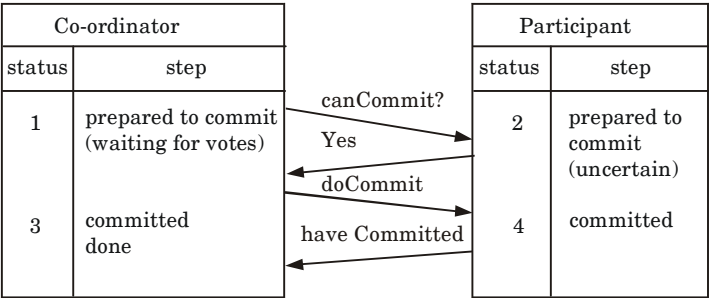 Co-ordinator
status step
1 prepared to commit
(waiting for votes)
3 committed
done
canCommit?
Yes
doCommit
have Committed
Participant
status step
2 prepared to
commit
(uncertain)
4 committed